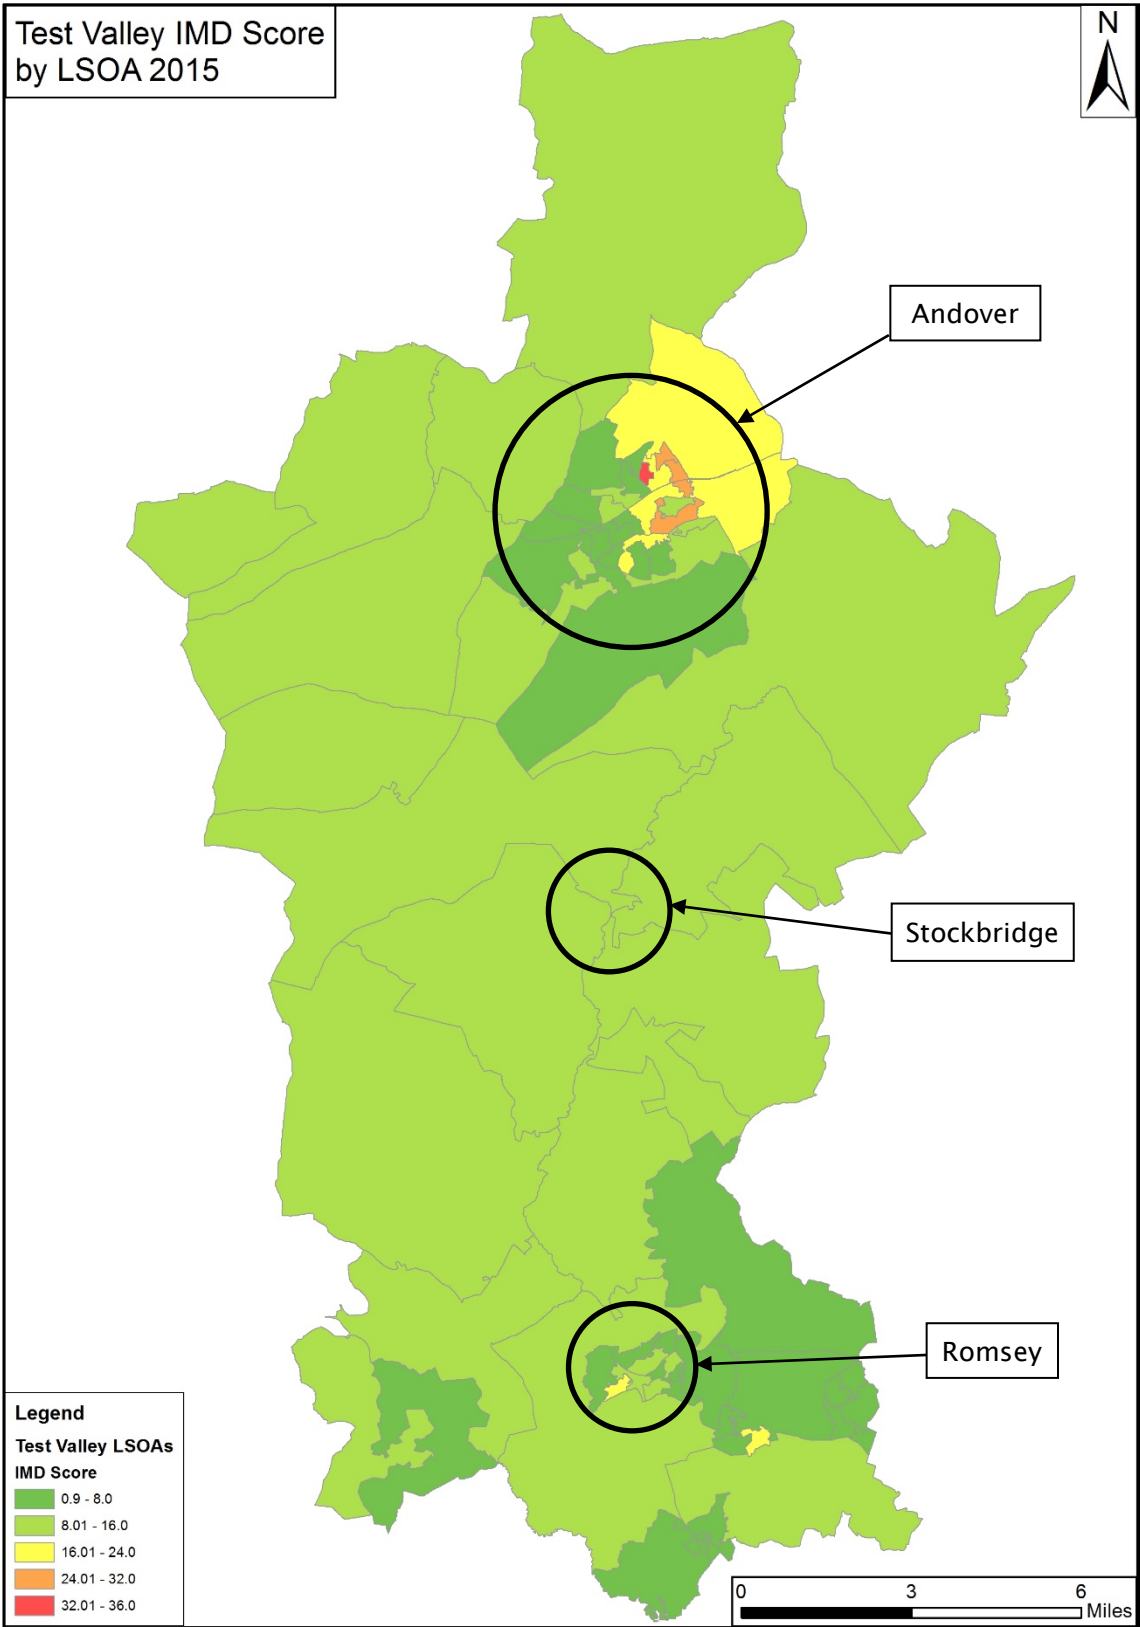 Test Valley IMD Score
by LSOA 2015
N
Andover
Stockbridge
Romsey
Legend
Test Valley LSOAs
IMD Score
0.9 - 8.0
8.01 - 16.0
16.01 - 24.0
24.01 - 32.0
32.01 - 36.0
0 3 6
Miles